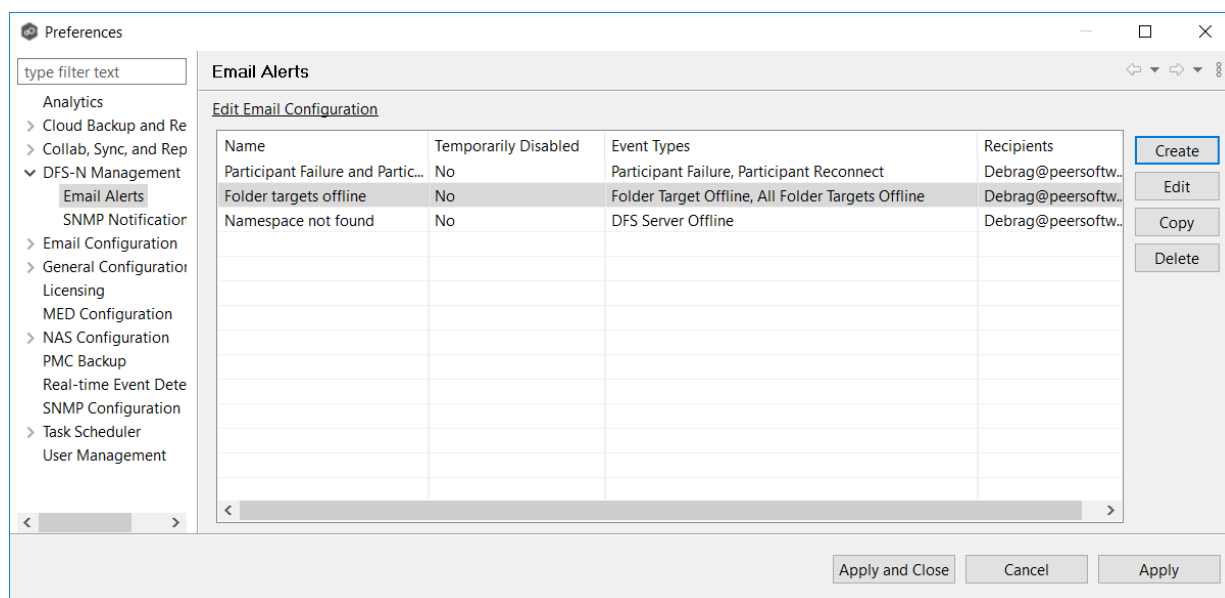 Preferences
type filter text
Analytics
Cloud Backup and Re
Collab, Sync, and Rep
DFS-N Management
Email Alerts
SNMP Notification
Email Configuration
General Configuration
Licensing
MED Configuration
NAS Configuration
PMC Backup
Real-time Event Dete
SNMP Configuration
Task Scheduler
User Management
Email Alerts
Edit Email Configuration
Name Temporarily Disabled Event Types Recipients
Participant Failure and Partic... No Participant Failure, Participant Reconnect Debrag@peersoftw..
Folder targets offline No Folder Target Offline, All Folder Targets Offline Debrag@peersoftw..
Namespace not found No DFS Server Offline Debrag@peersoftw..
Create
Edit
Copy
Delete
Apply and Close Cancel Apply